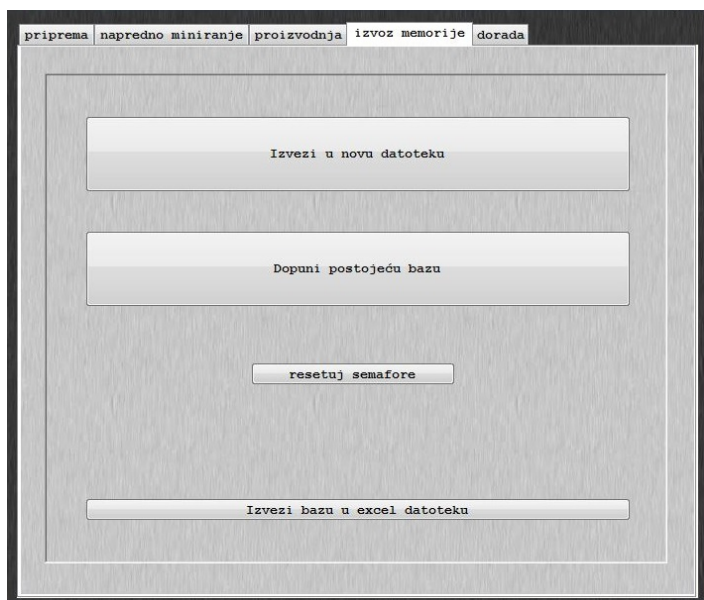 priprema napredno miniranje proizvodnja izvoz memorije dorada
Izvezi u novu datoteku
Dopuni postojeću bazu
resetuj semafore
Izvezi bazu u excel datoteku